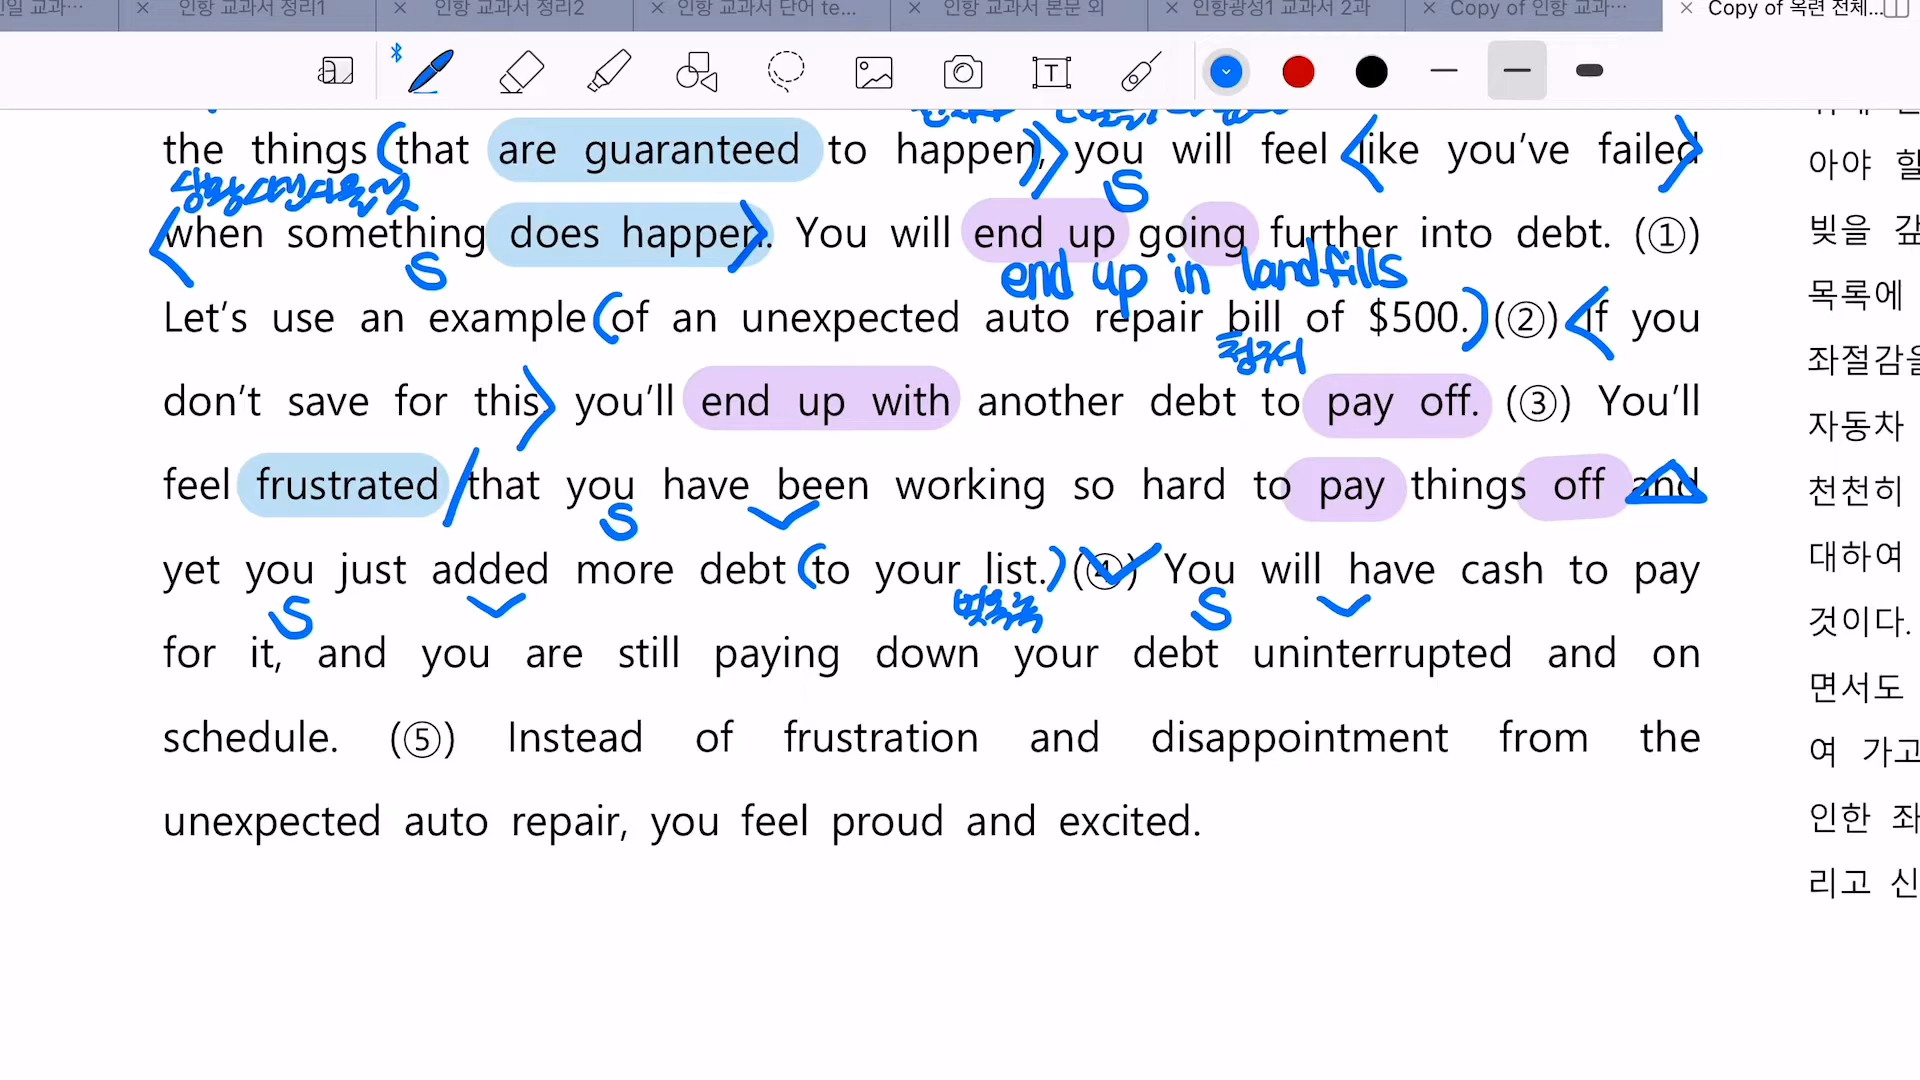 인일 교과… × 인항 교과서 정리1 × 인항 교과서 정리2 × 인항 교과서 단어 te… × 인항 교과서 본문 외 × 인항광성1 교과서 2과 × Copy of 인항 교과… × Copy of 옥련 전체…
the things (that are guaranteed to happen,)> you will feel <like you've failed>
S
<when something does happen>. You will end up going further into debt. (①)
S end up in landfills
Let's use an example (of an unexpected auto repair bill of $500.) (②) <If you
청구서
don't save for this> you'll end up with another debt to pay off. (③) You'll
feel frustrated / that you have been working so hard to pay things off and
S
yet you just added more debt (to your list.) (④) You will have cash to pay
S 빚목록 S
for it, and you are still paying down your debt uninterrupted and on
schedule. (⑤) Instead of frustration and disappointment from the
unexpected auto repair, you feel proud and excited.
아야 할
빚을 갚
목록에
좌절감을
자동차
천천히
대하여
것이다.
면서도
여 가고
인한 좌
리고 신